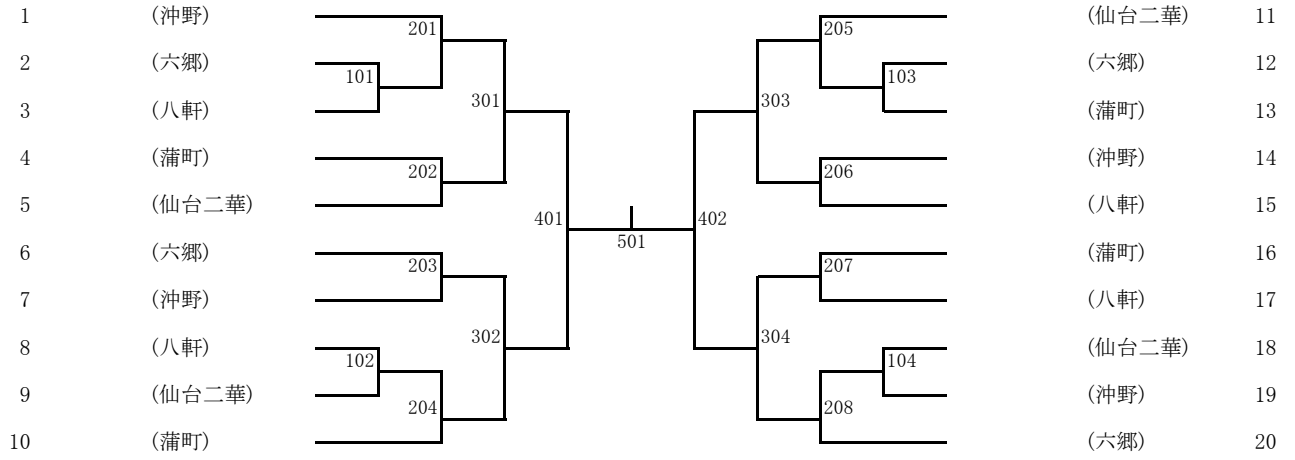 1 (沖野) 201 205 (仙台二華) 11
2 (六郷) 101 103 (六郷) 12
3 (八軒) 301 303 (蒲町) 13
4 (蒲町) 202 206 (沖野) 14
5 (仙台二華) 401 402 (八軒) 15
501
6 (六郷) 203 207 (蒲町) 16
7 (沖野) (八軒) 17
8 (八軒) 102 302 304 104 (仙台二華) 18
9 (仙台二華) 204 208 (沖野) 19
10 (蒲町) (六郷) 20